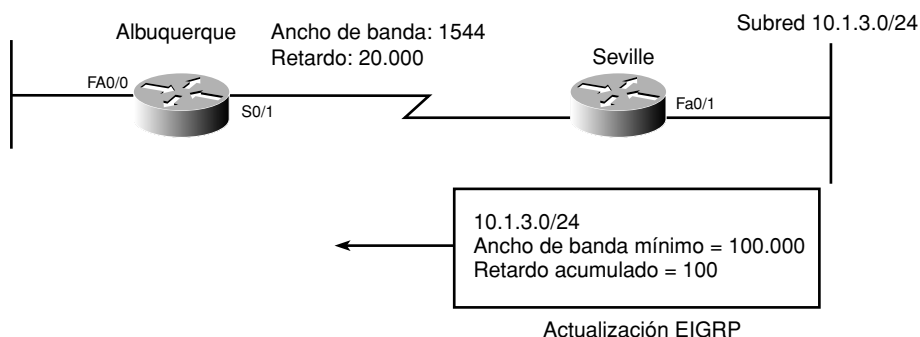 Albuquerque
Ancho de banda: 1544
Retardo: 20.000
Subred 10.1.3.0/24
Seville
FA0/0
S0/1
Fa0/1
10.1.3.0/24
Ancho de banda mínimo = 100.000
Retardo acumulado = 100
Actualización EIGRP